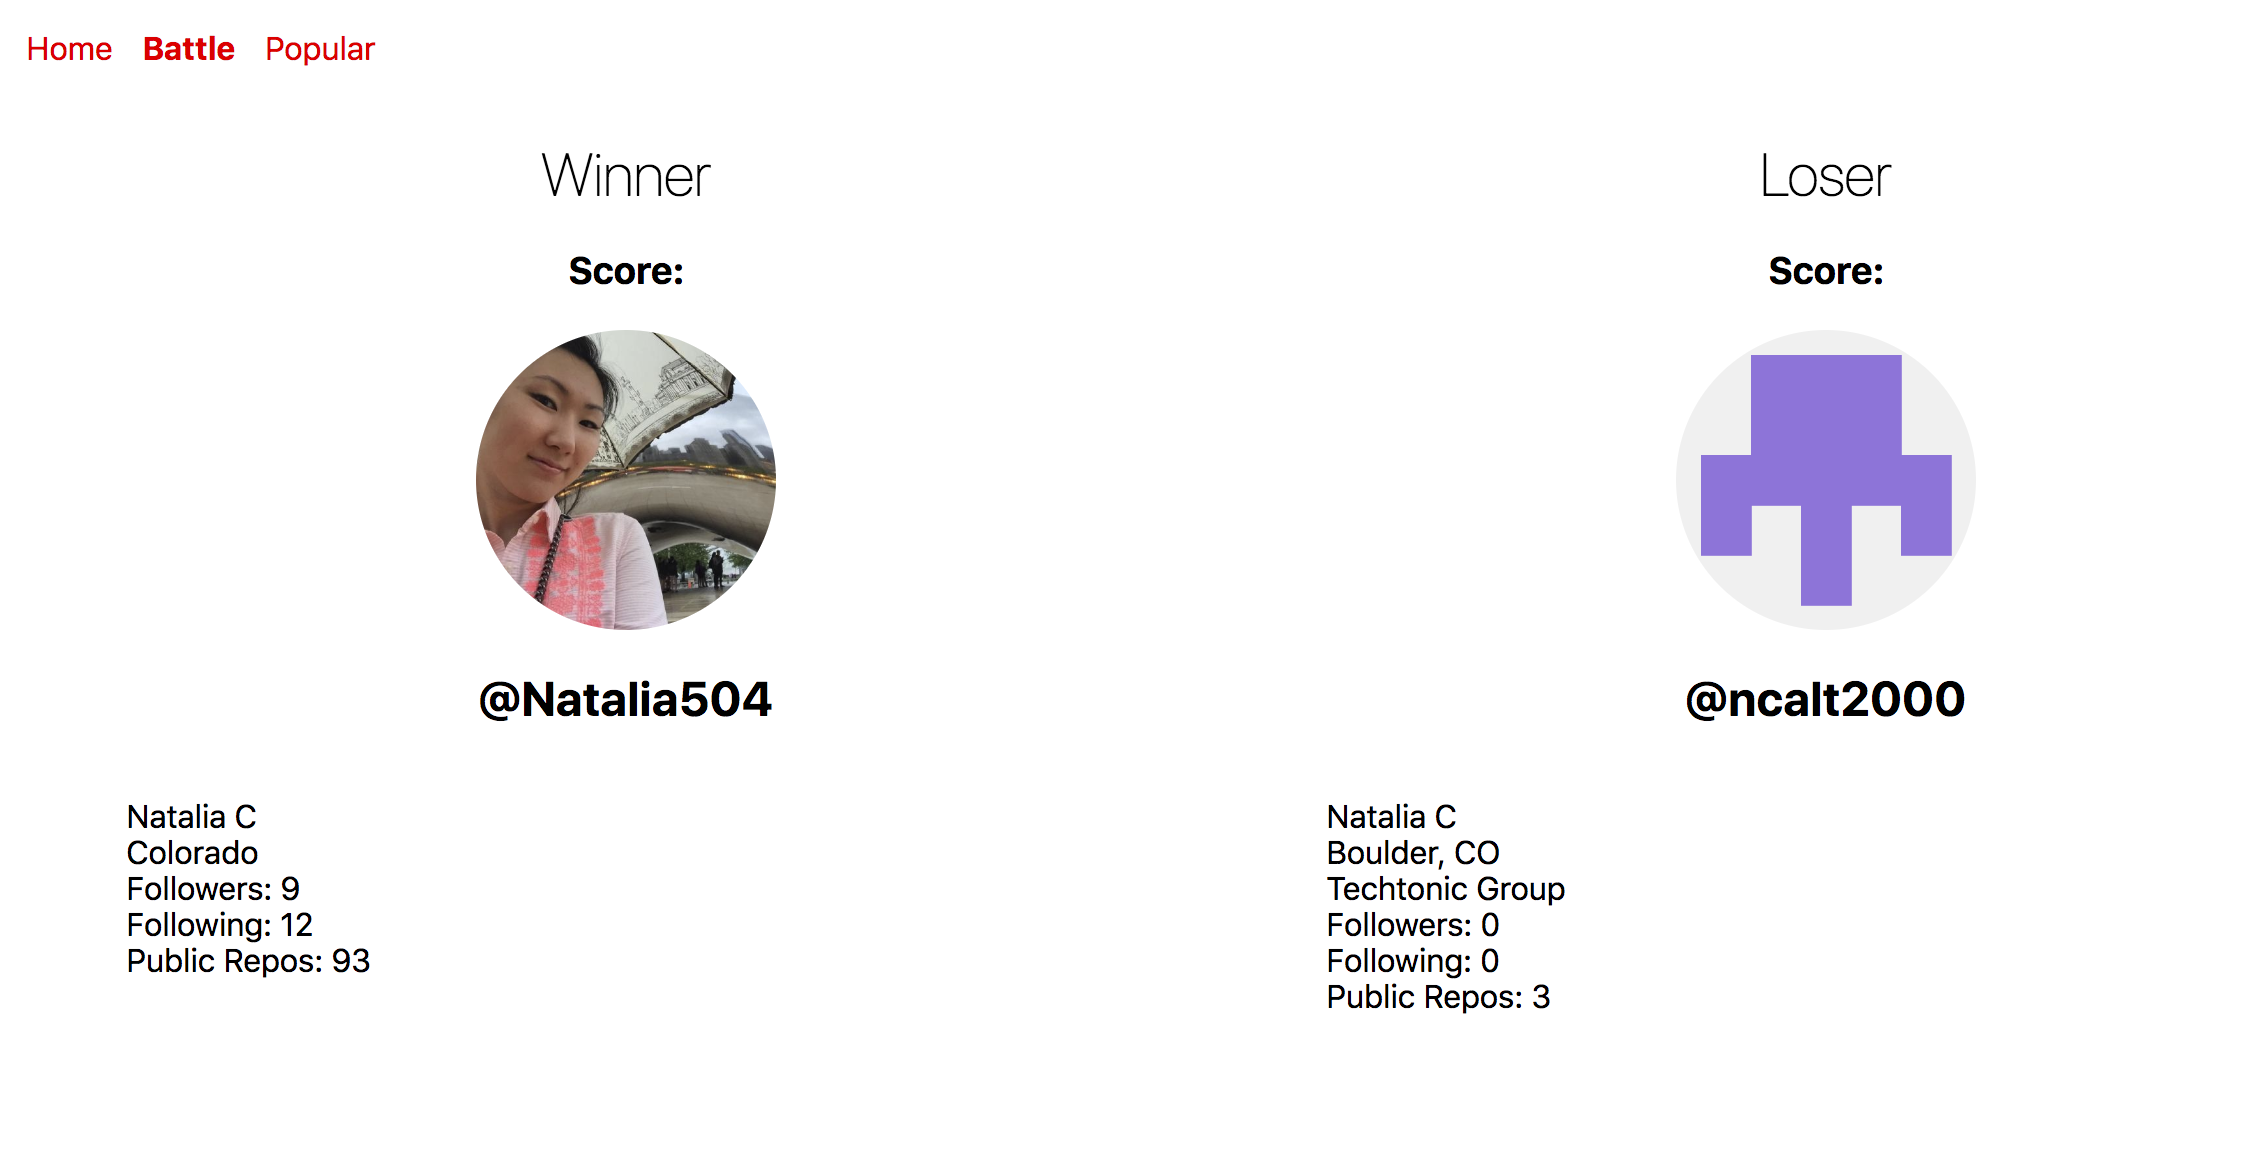 Home Battle Popular
Winner
Score:
@Natalia504
Natalia C
Colorado
Followers: 9
Following: 12
Public Repos: 93
Loser
Score:
@ncalt2000
Natalia C
Boulder, CO
Techtonic Group
Followers: 0
Following: 0
Public Repos: 3